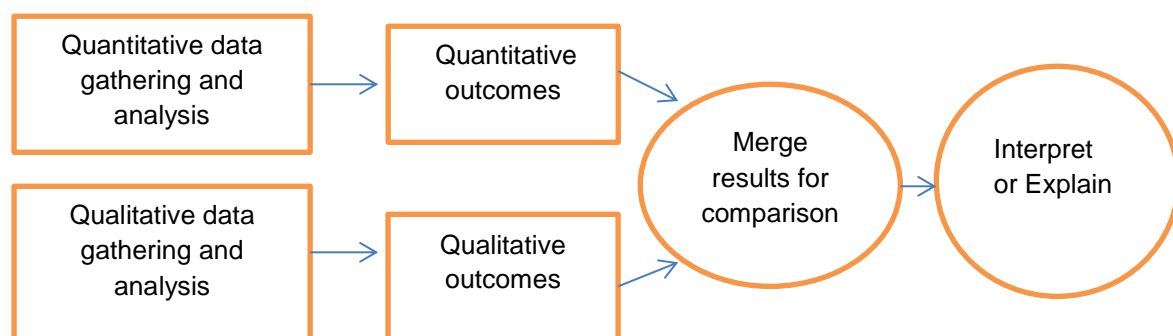 Quantitative data
gathering and
analysis
Quantitative
outcomes
Merge
results for
comparison
Interpret
or Explain
Qualitative data
gathering and
analysis
Qualitative
outcomes